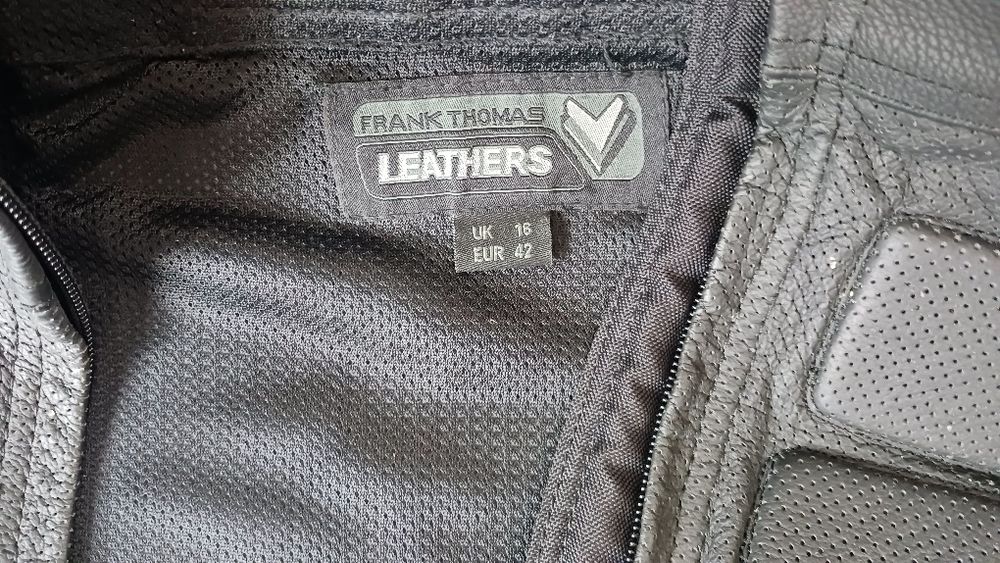 FRANK THOMAS
LEATHERS
UK 16
EUR 42